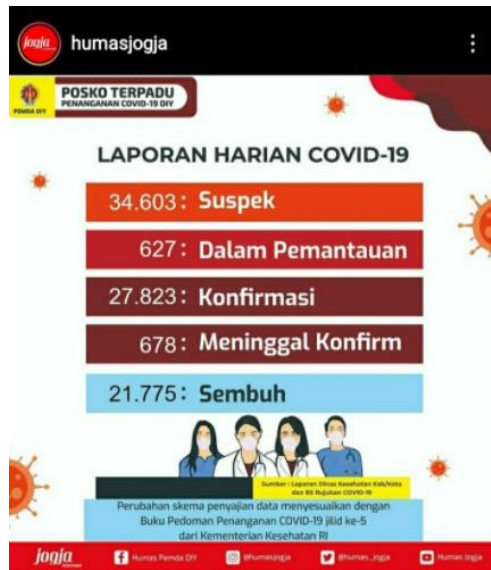 jogja
humasjogja
PEMDA DIY
POSKO TERPADU
PENANGANAN COVID-19 DIY
LAPORAN HARIAN COVID-19
34.603: Suspek
627: Dalam Pemantauan
27.823: Konfirmasi
678: Meninggal Konfirm
21.775: Sembuh
Sumber : Laporan Dinas Kesehatan Kab/Kota
dan RS Rujukan COVID-19
Perubahan skema penyajian data menyesuaikan dengan
Buku Pedoman Penanganan COVID-19 jilid ke-5
dari Kementerian Kesehatan RI
jogja
Humas Pemda DIY
@humasjogja
@humas_jogja
Humas Jogja